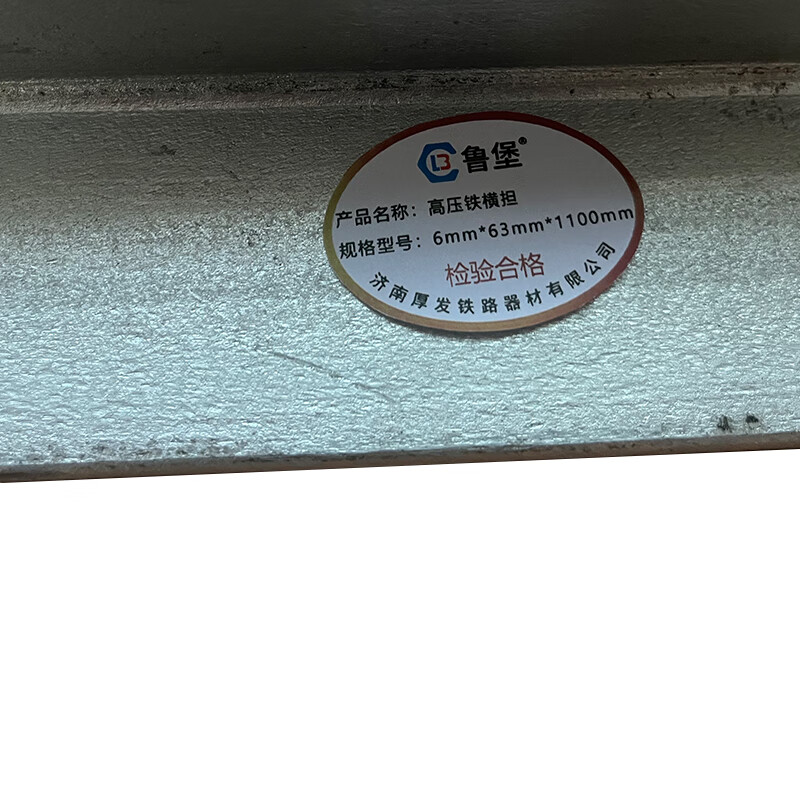 LB 鲁堡®
产品名称：高压铁横担
规格型号：6mm*63mm*1100mm
检验合格
济南厚发铁路器材有限公司